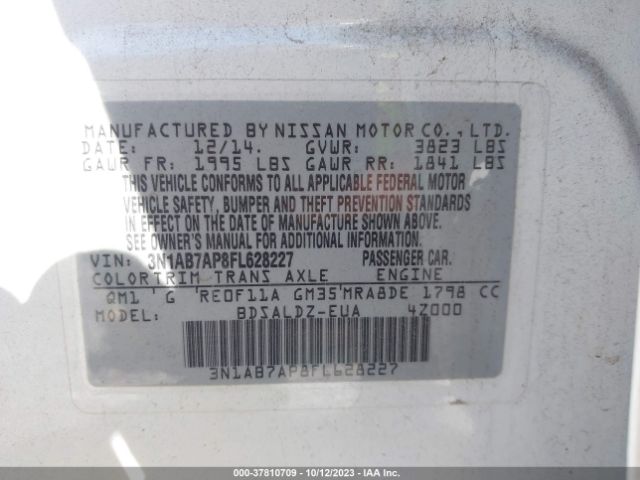 MANUFACTURED BY NISSAN MOTOR CO., LTD.
DATE: 12/14. GVWR: 3823 LBS
GAWR FR: 1995 LBS GAWR RR: 1841 LBS
THIS VEHICLE CONFORMS TO ALL APPLICABLE FEDERAL MOTOR
VEHICLE SAFETY, BUMPER AND THEFT PREVENTION STANDARDS
IN EFFECT ON THE DATE OF MANUFACTURE SHOWN ABOVE.
SEE OWNER'S MANUAL FOR ADDITIONAL INFORMATION.
VIN: 3N1AB7AP8FL628227 PASSENGER CAR.
COLOR TRIM TRANS AXLE ENGINE
QM1 'G 'RE0F11A GM35'MRA8DE 1798 CC
MODEL: BDSALDZ-EUA 4Z000
3N1AB7AP8FL628227
000-37810709 - 10/12/2023 - IAA Inc.